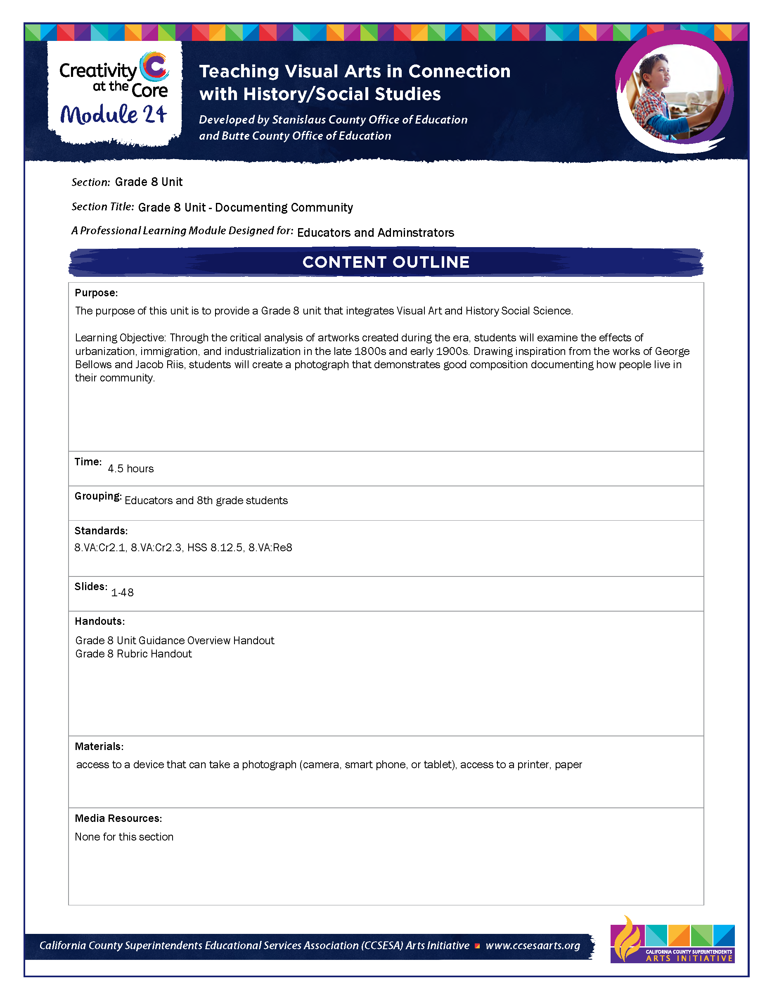 Creativity
at the Core
Module 24
Teaching Visual Arts in Connection
with History/Social Studies
Developed by Stanislaus County Office of Education
and Butte County Office of Education
Section: Grade 8 Unit
Section Title: Grade 8 Unit - Documenting Community
A Professional Learning Module Designed for: Educators and Adminstrators
CONTENT OUTLINE
Purpose:
The purpose of this unit is to provide a Grade 8 unit that integrates Visual Art and History Social Science.
Learning Objective: Through the critical analysis of artworks created during the era, students will examine the effects of
urbanization, immigration, and industrialization in the late 1800s and early 1900s. Drawing inspiration from the works of George
Bellows and Jacob Riis, students will create a photograph that demonstrates good composition documenting how people live in
their community.
Time: 4.5 hours
Grouping: Educators and 8th grade students
Standards:
8.VA:Cr2.1, 8.VA:Cr2.3, HSS 8.12.5, 8.VA:Re8
Slides: 1-48
Handouts:
Grade 8 Unit Guidance Overview Handout
Grade 8 Rubric Handout
Materials:
access to a device that can take a photograph (camera, smart phone, or tablet), access to a printer, paper
Media Resources:
None for this section
California County Superintendents Educational Services Association (CCSESA) Arts Initiative www.ccsesaarts.org
CALIFORNIA COUNTY SUPERINTENDENTS
ARTS INITIATIVE